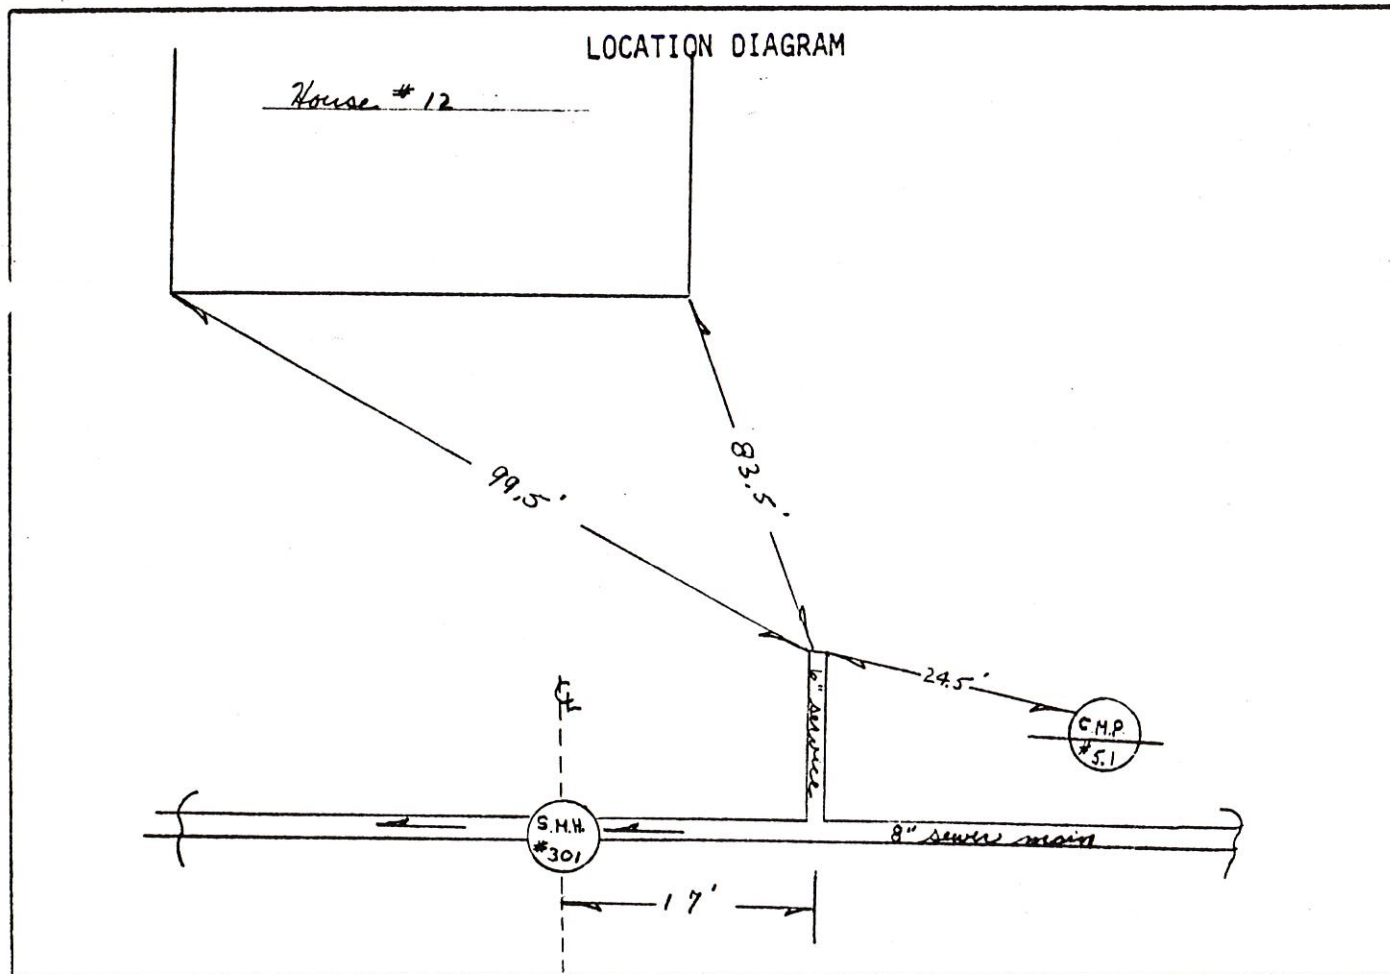 LOCATION DIAGRAM
House # 12
99.5'
83.5'
24.5'
6" service
℄
C.M.P.
#5.1
S.M.H.
#301
8" sewer main
17'